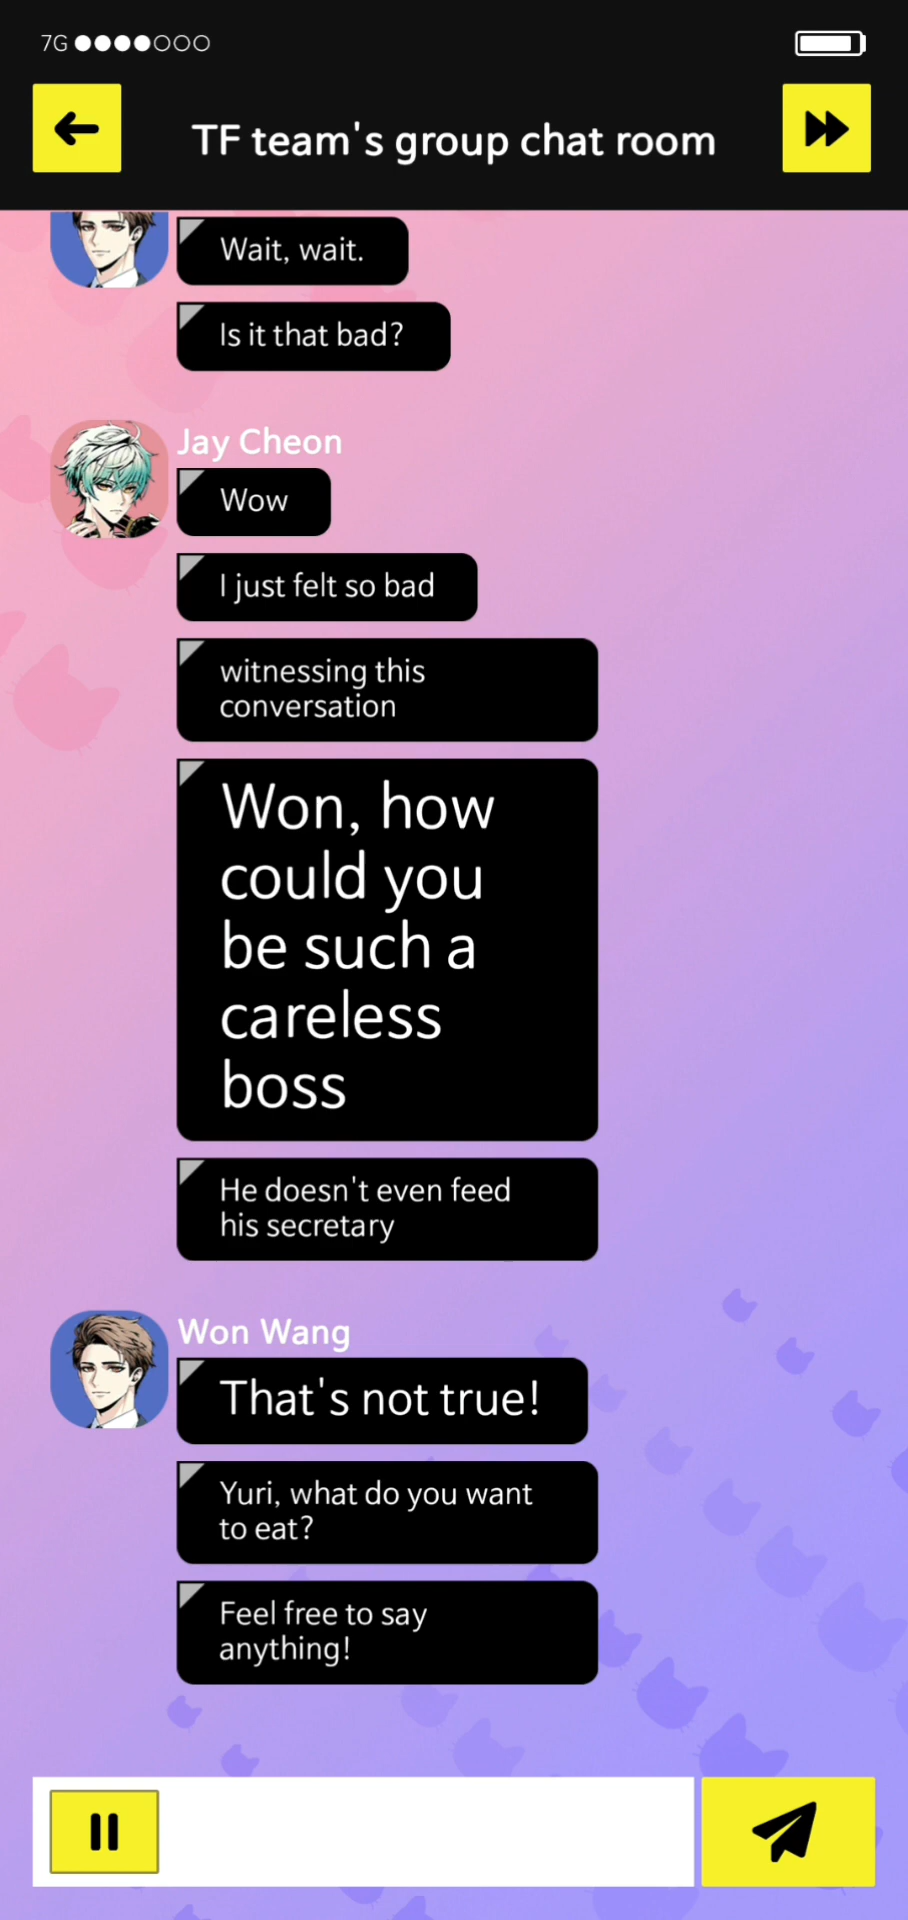 7G
TF team's group chat room
Wait, wait.
Is it that bad?
Jay Cheon
Wow
I just felt so bad
witnessing this
conversation
Won, how
could you
be such a
careless
boss
He doesn't even feed
his secretary
Won Wang
That's not true!
Yuri, what do you want
to eat?
Feel free to say
anything!